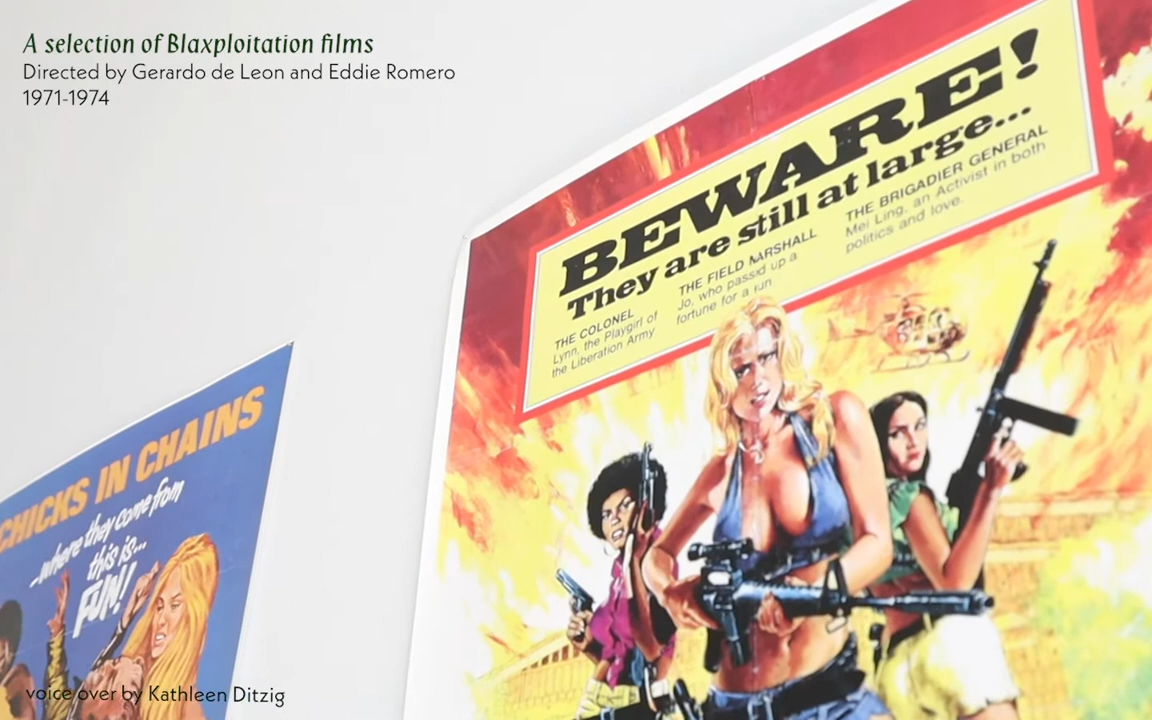 A selection of Blaxploitation films
Directed by Gerardo de Leon and Eddie Romero
1971-1974
BEWARE!
They are still at large...
THE COLONEL
Lynn, the Playgirl of
the Liberation Army
THE FIELD MARSHALL
Jo, who passed up a
fortune for a fun
THE BRIGADIER GENERAL
Mei Ling, an Activist in both
politics and love.
CHICKS IN CHAINS
...where they come from
this is...
FUN!
voice over by Kathleen Ditzig